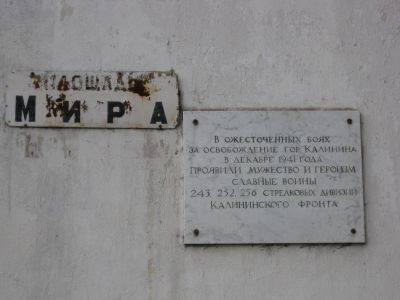 ПЛОЩАДЬ
МИРА
В ОЖЕСТОЧЕННЫХ БОЯХ
ЗА ОСВОБОЖДЕНИЕ ГОР. КАЛИНИНА
В ДЕКАБРЕ 1941 ГОДА
ПРОЯВИЛИ МУЖЕСТВО И ГЕРОИЗМ
СЛАВНЫЕ ВОИНЫ
243, 252, 256 СТРЕЛКОВЫХ ДИВИЗИЙ
КАЛИНИНСКОГО ФРОНТА